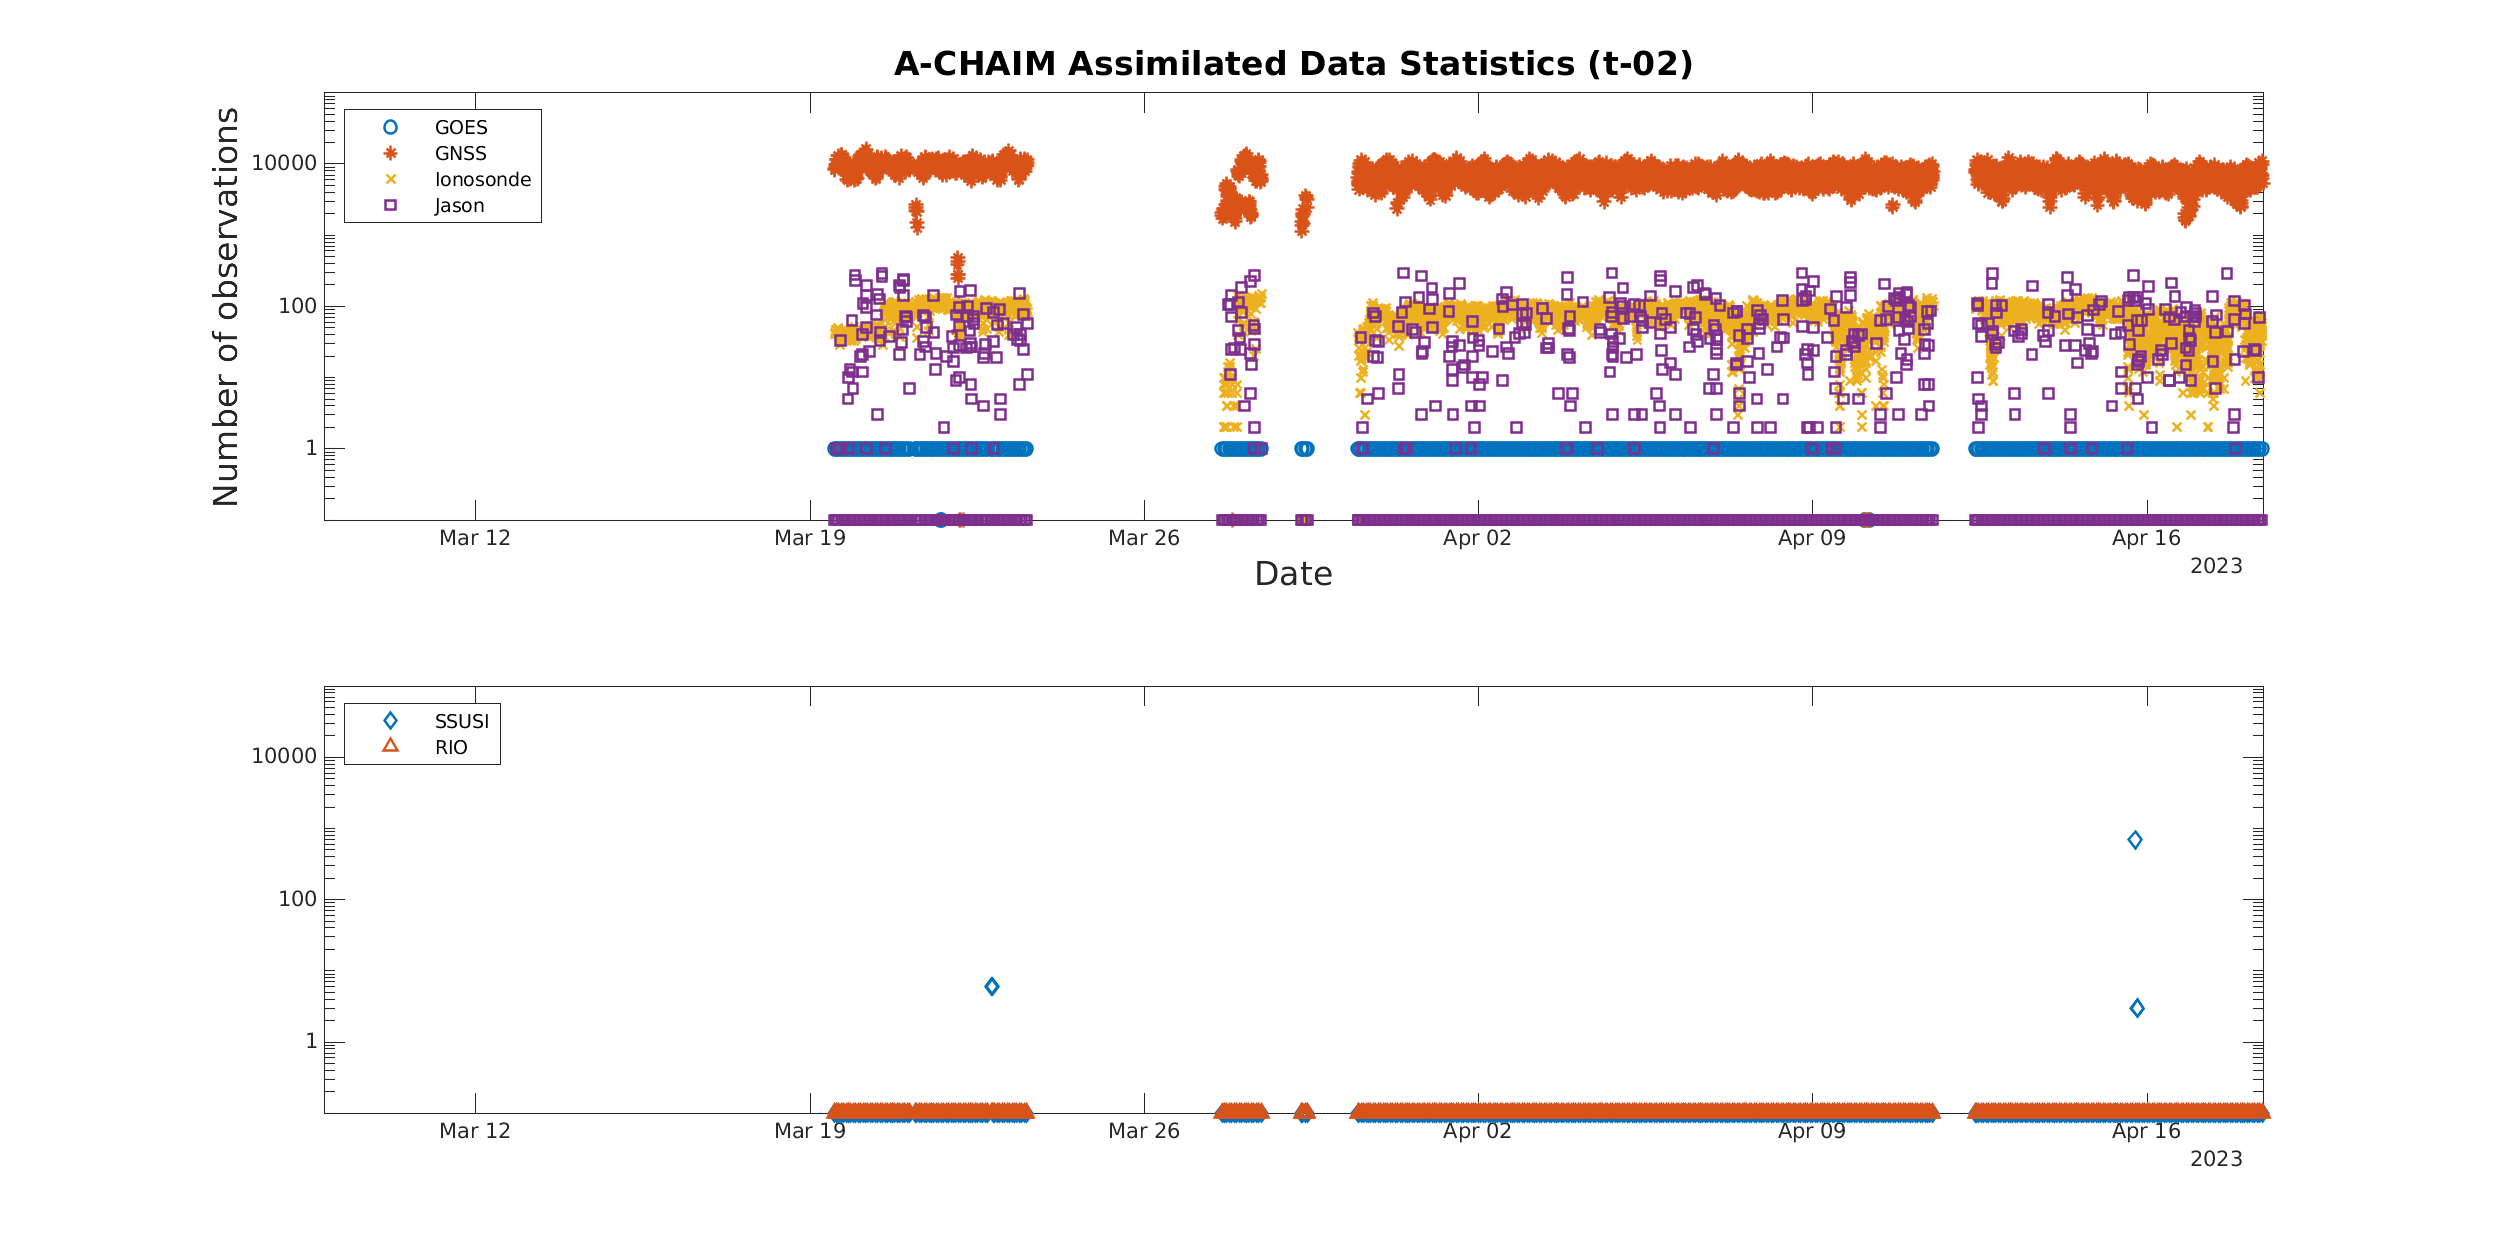 A-CHAIM Assimilated Data Statistics (t-02)
Number of observations
10000
100
1
GOES
GNSS
Ionosonde
Jason
Mar 12 Mar 19 Mar 26 Apr 02 Apr 09 Apr 16
2023
Date
10000
100
1
SSUSI
RIO
Mar 12 Mar 19 Mar 26 Apr 02 Apr 09 Apr 16
2023